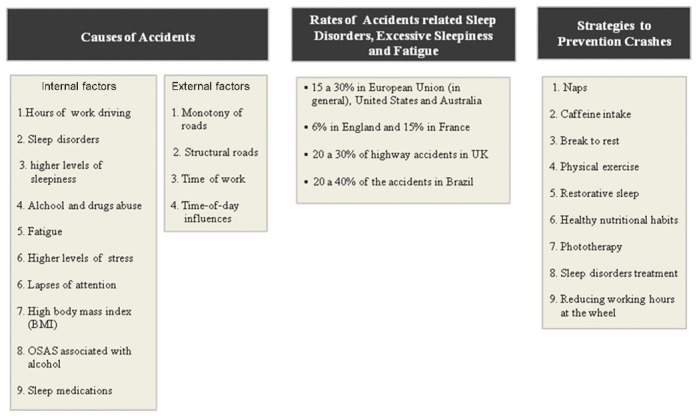 Causes of Accidents
Internal factors
1.Hours of work driving
2. Sleep disorders
3. higher levels of
sleepiness
4. Alchool and drugs abuse
5. Fatigue
6. Higher levels of stress
6. Lapses of attention
7. High body mass index
(BMI)
8. OSAS associated with
alcohol
9. Sleep medications
External factors
1. Monotony of
roads
2. Structural roads
3. Time of work
4. Time-of-day
influences
Rates of Accidents related Sleep
Disorders, Excessive Sleepiness
and Fatigue
▪ 15 a 30% in European Union (in
general), United States and Australia
▪ 6% in England and 15% in France
▪ 20 a 30% of highway accidents in UK
▪ 20 a 40% of the accidents in Brazil
Strategies to
Prevention Crashes
1. Naps
2. Caffeine intake
3. Break to rest
4. Physical exercise
5. Restorative sleep
6. Healthy nutritional habits
7. Phototherapy
8. Sleep disorders treatment
9. Reducing working hours
at the wheel